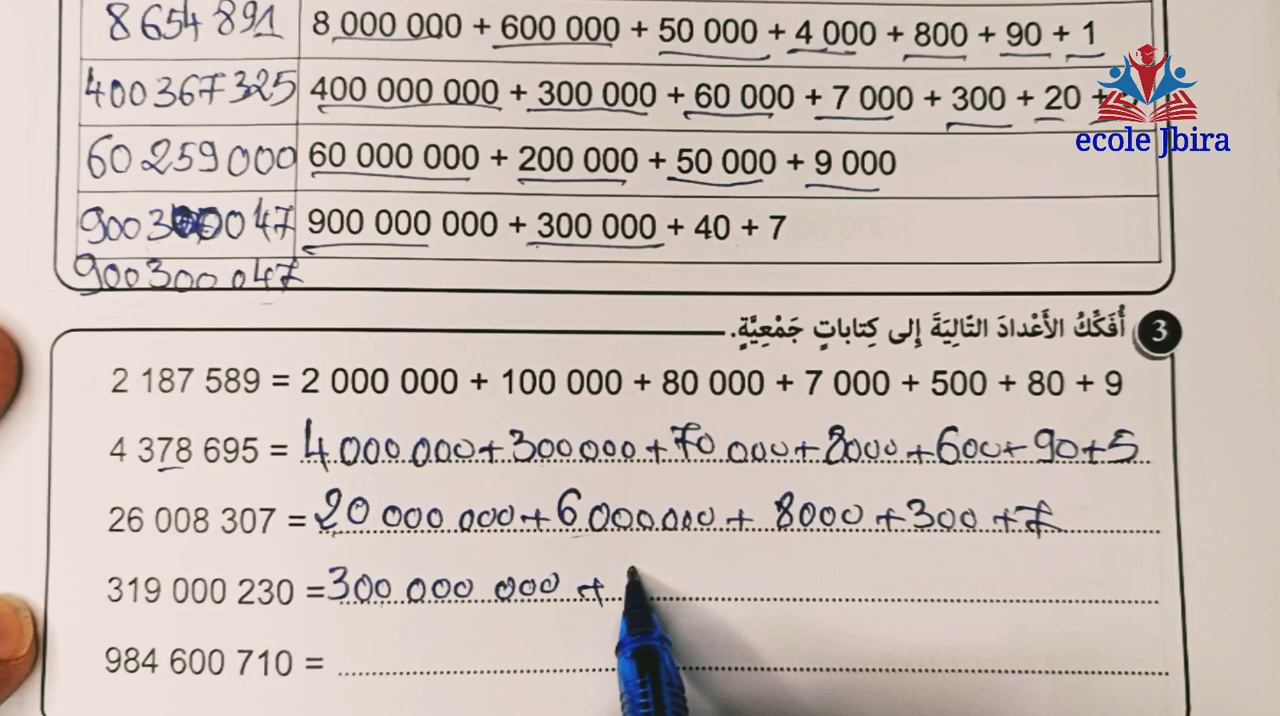 8 654 891 8 000 000 + 600 000 + 50 000 + 4 000 + 800 + 90 + 1
400 367 325 400 000 000 + 300 000 + 60 000 + 7 000 + 300 + 20 +
ecole Jbira
60 259 000 60 000 000 + 200 000 + 50 000 + 9 000
900 3 0 047 900 000 000 + 300 000 + 40 + 7
900 300 047
3 أُفَكِّكُ الأَعْدادَ التّالِيَةَ إِلى كِتاباتٍ جَمْعِيَّةٍ.
2 187 589 = 2 000 000 + 100 000 + 80 000 + 7 000 + 500 + 80 + 9
4 378 695 = 4 000 000 + 300 000 + 70 000 + 8000 + 600 + 90 + 5
26 008 307 = 20 000 000 + 6 000 000 + 8000 + 300 + 7
319 000 230 = 300 000 000 +
984 600 710 =